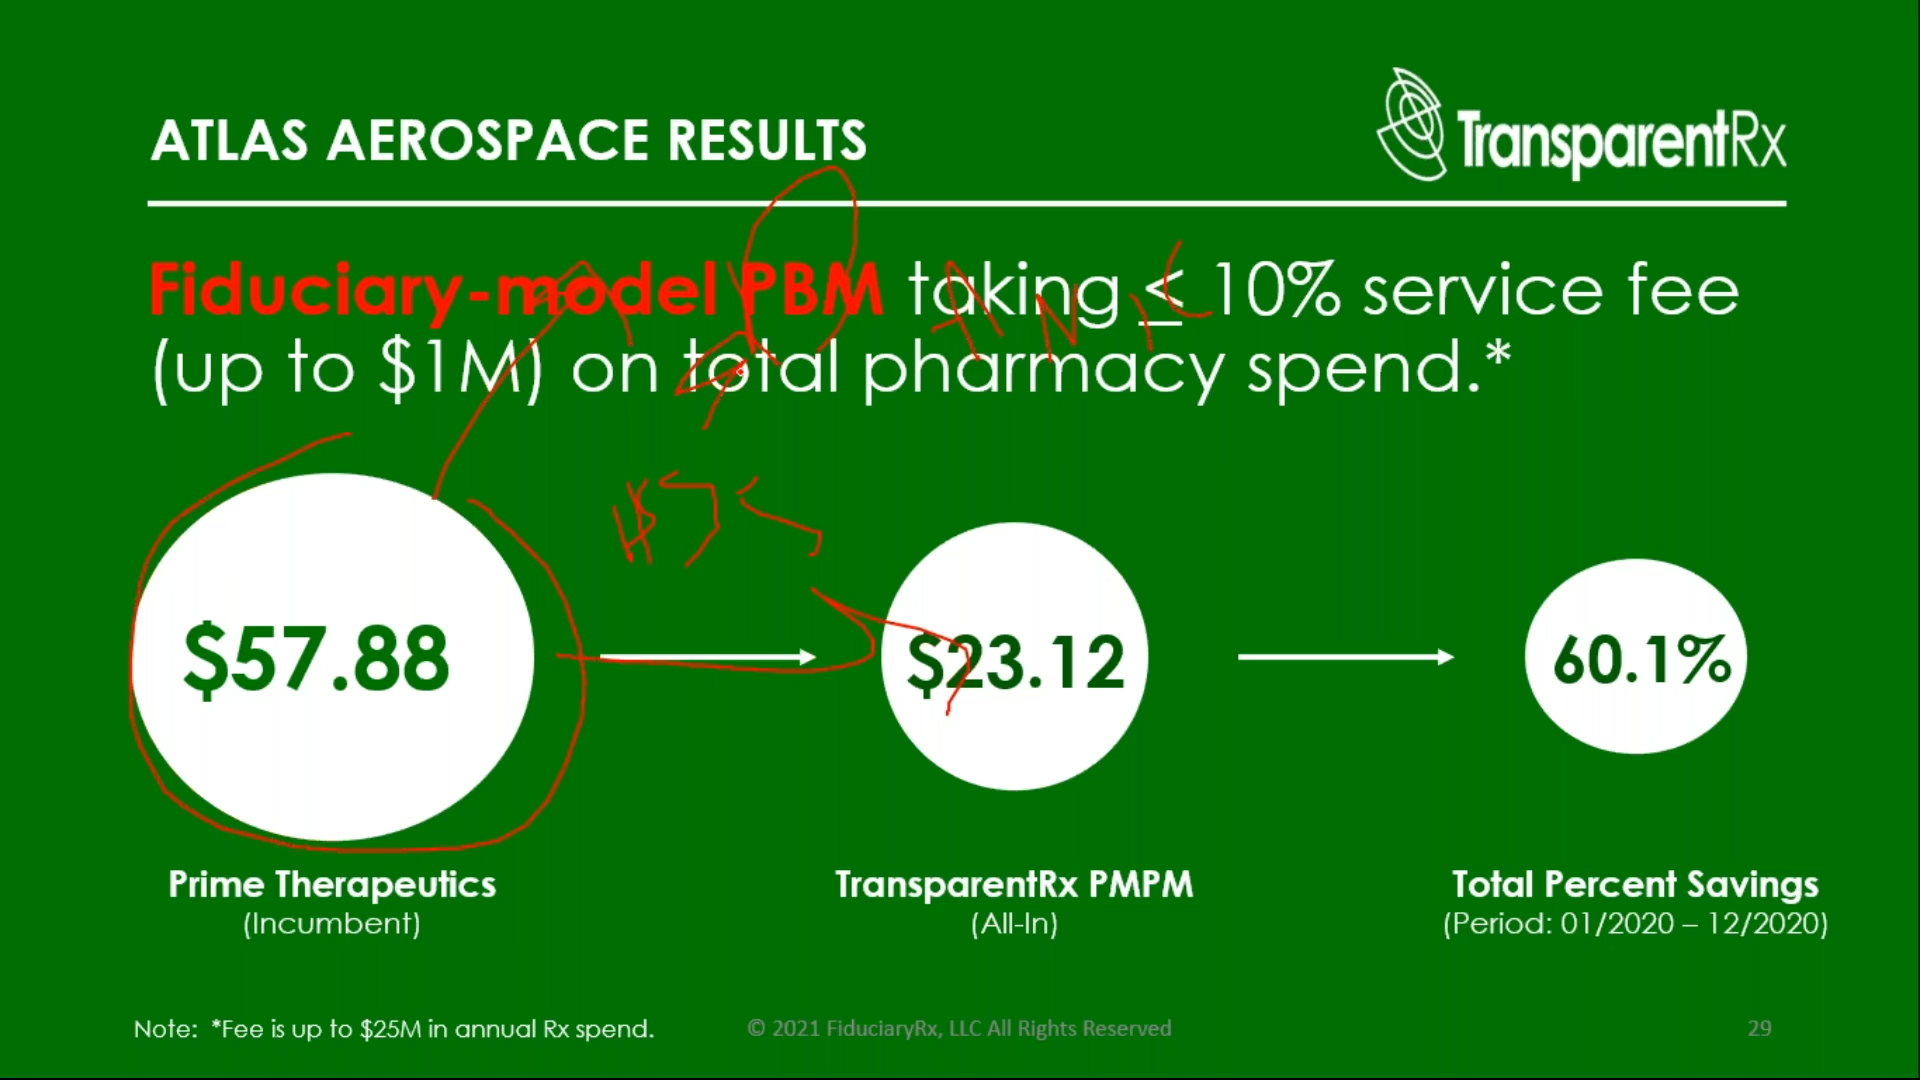 ATLAS AEROSPACE RESULTS
TransparentRx
Fiduciary-model PBM taking ≤ 10% service fee
(up to $1M) on total pharmacy spend.*
$57.88
$23.12
60.1%
Prime Therapeutics
(Incumbent)
TransparentRx PMPM
(All-In)
Total Percent Savings
(Period: 01/2020 – 12/2020)
Note: *Fee is up to $25M in annual Rx spend.
© 2021 FiduciaryRx, LLC All Rights Reserved
29